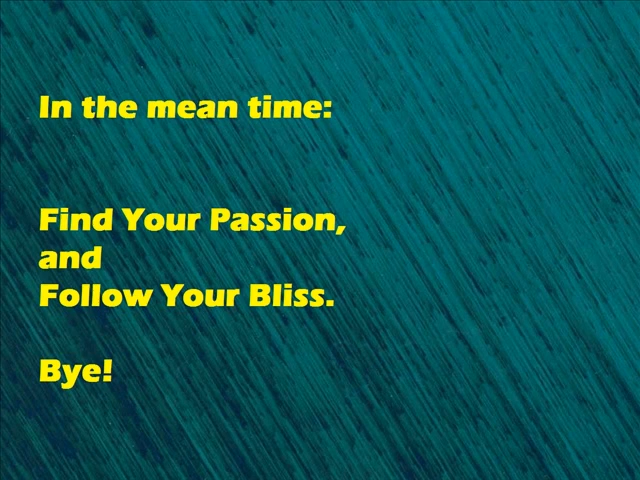 In the mean time:
Find Your Passion,
and
Follow Your Bliss.
Bye!